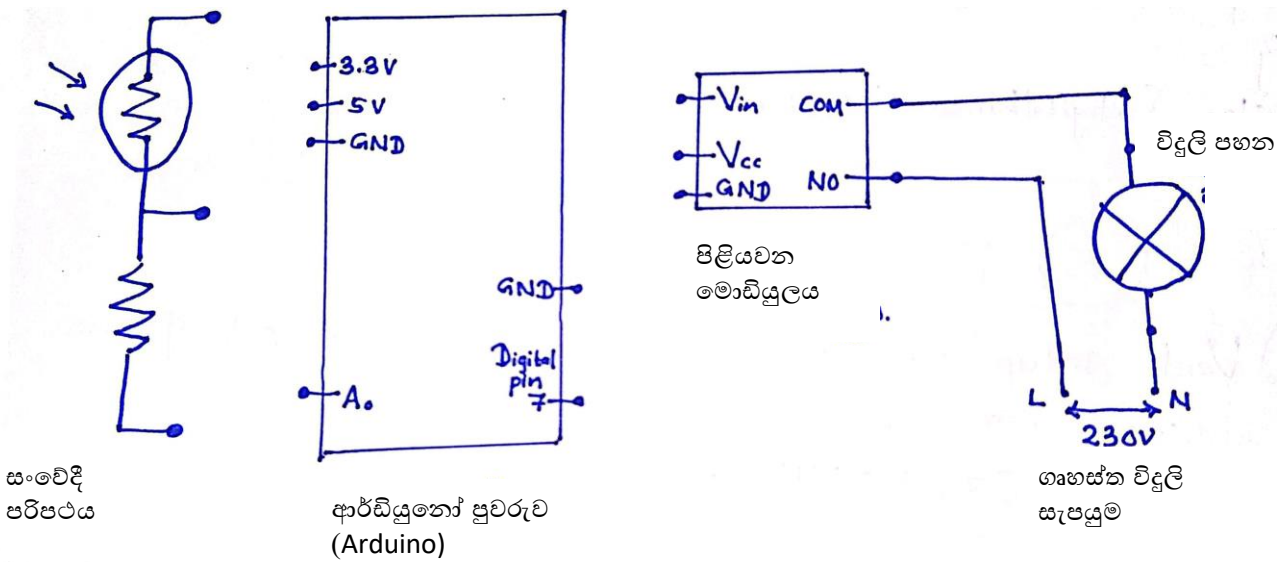 3.3V
5V
GND
GND
Digital
pin
7
A₀
සංවේදී
පරිපථය
ආර්ඩියුනෝ පුවරුව
(Arduino)
Vin
COM
Vcc
GND
NO
පිළියවන
මොඩියුලය
විදුලි පහන
L
N
230V
ගෘහස්ත විදුලි
සැපයුම